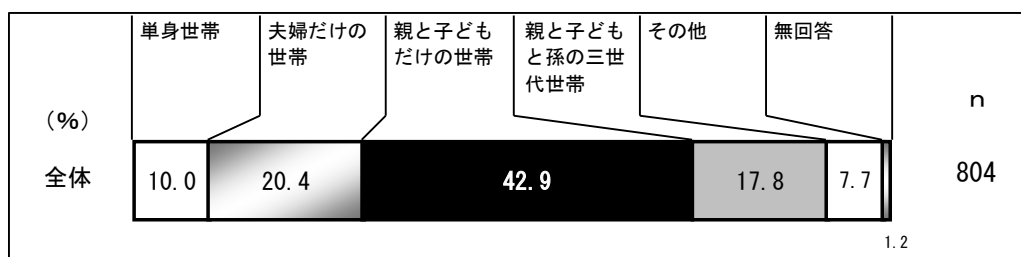 単身世帯
夫婦だけの
世帯
親と子ども
だけの世帯
親と子ども
と孫の三世
代世帯
その他
無回答
(%)
n
全体
10.0
20.4
42.9
17.8
7.7
804
1.2